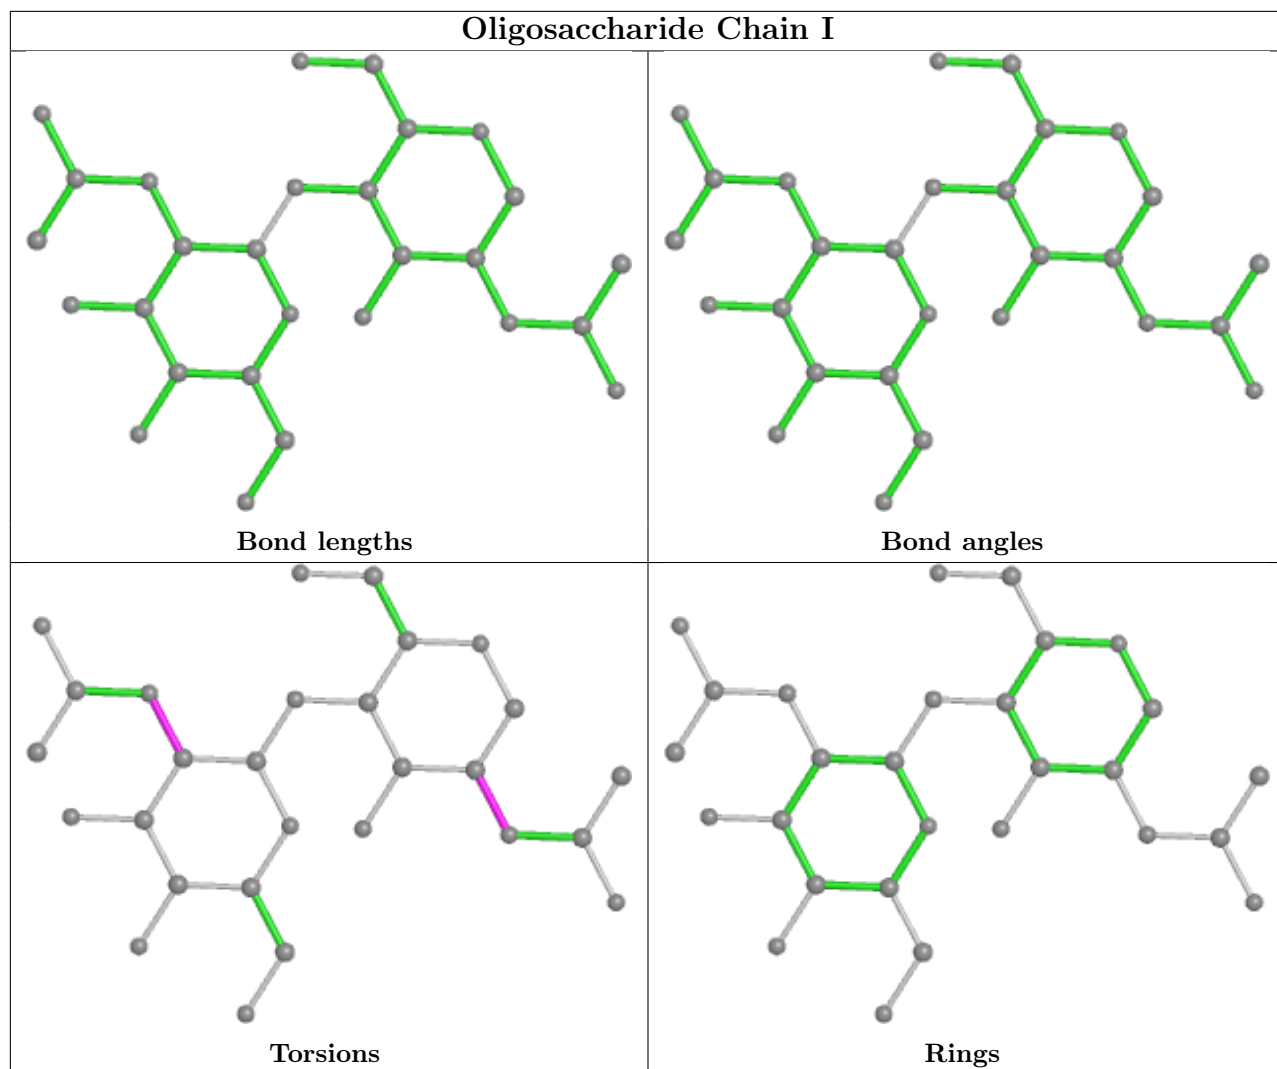 Oligosaccharide Chain I
Bond lengths
Bond angles
Torsions
Rings